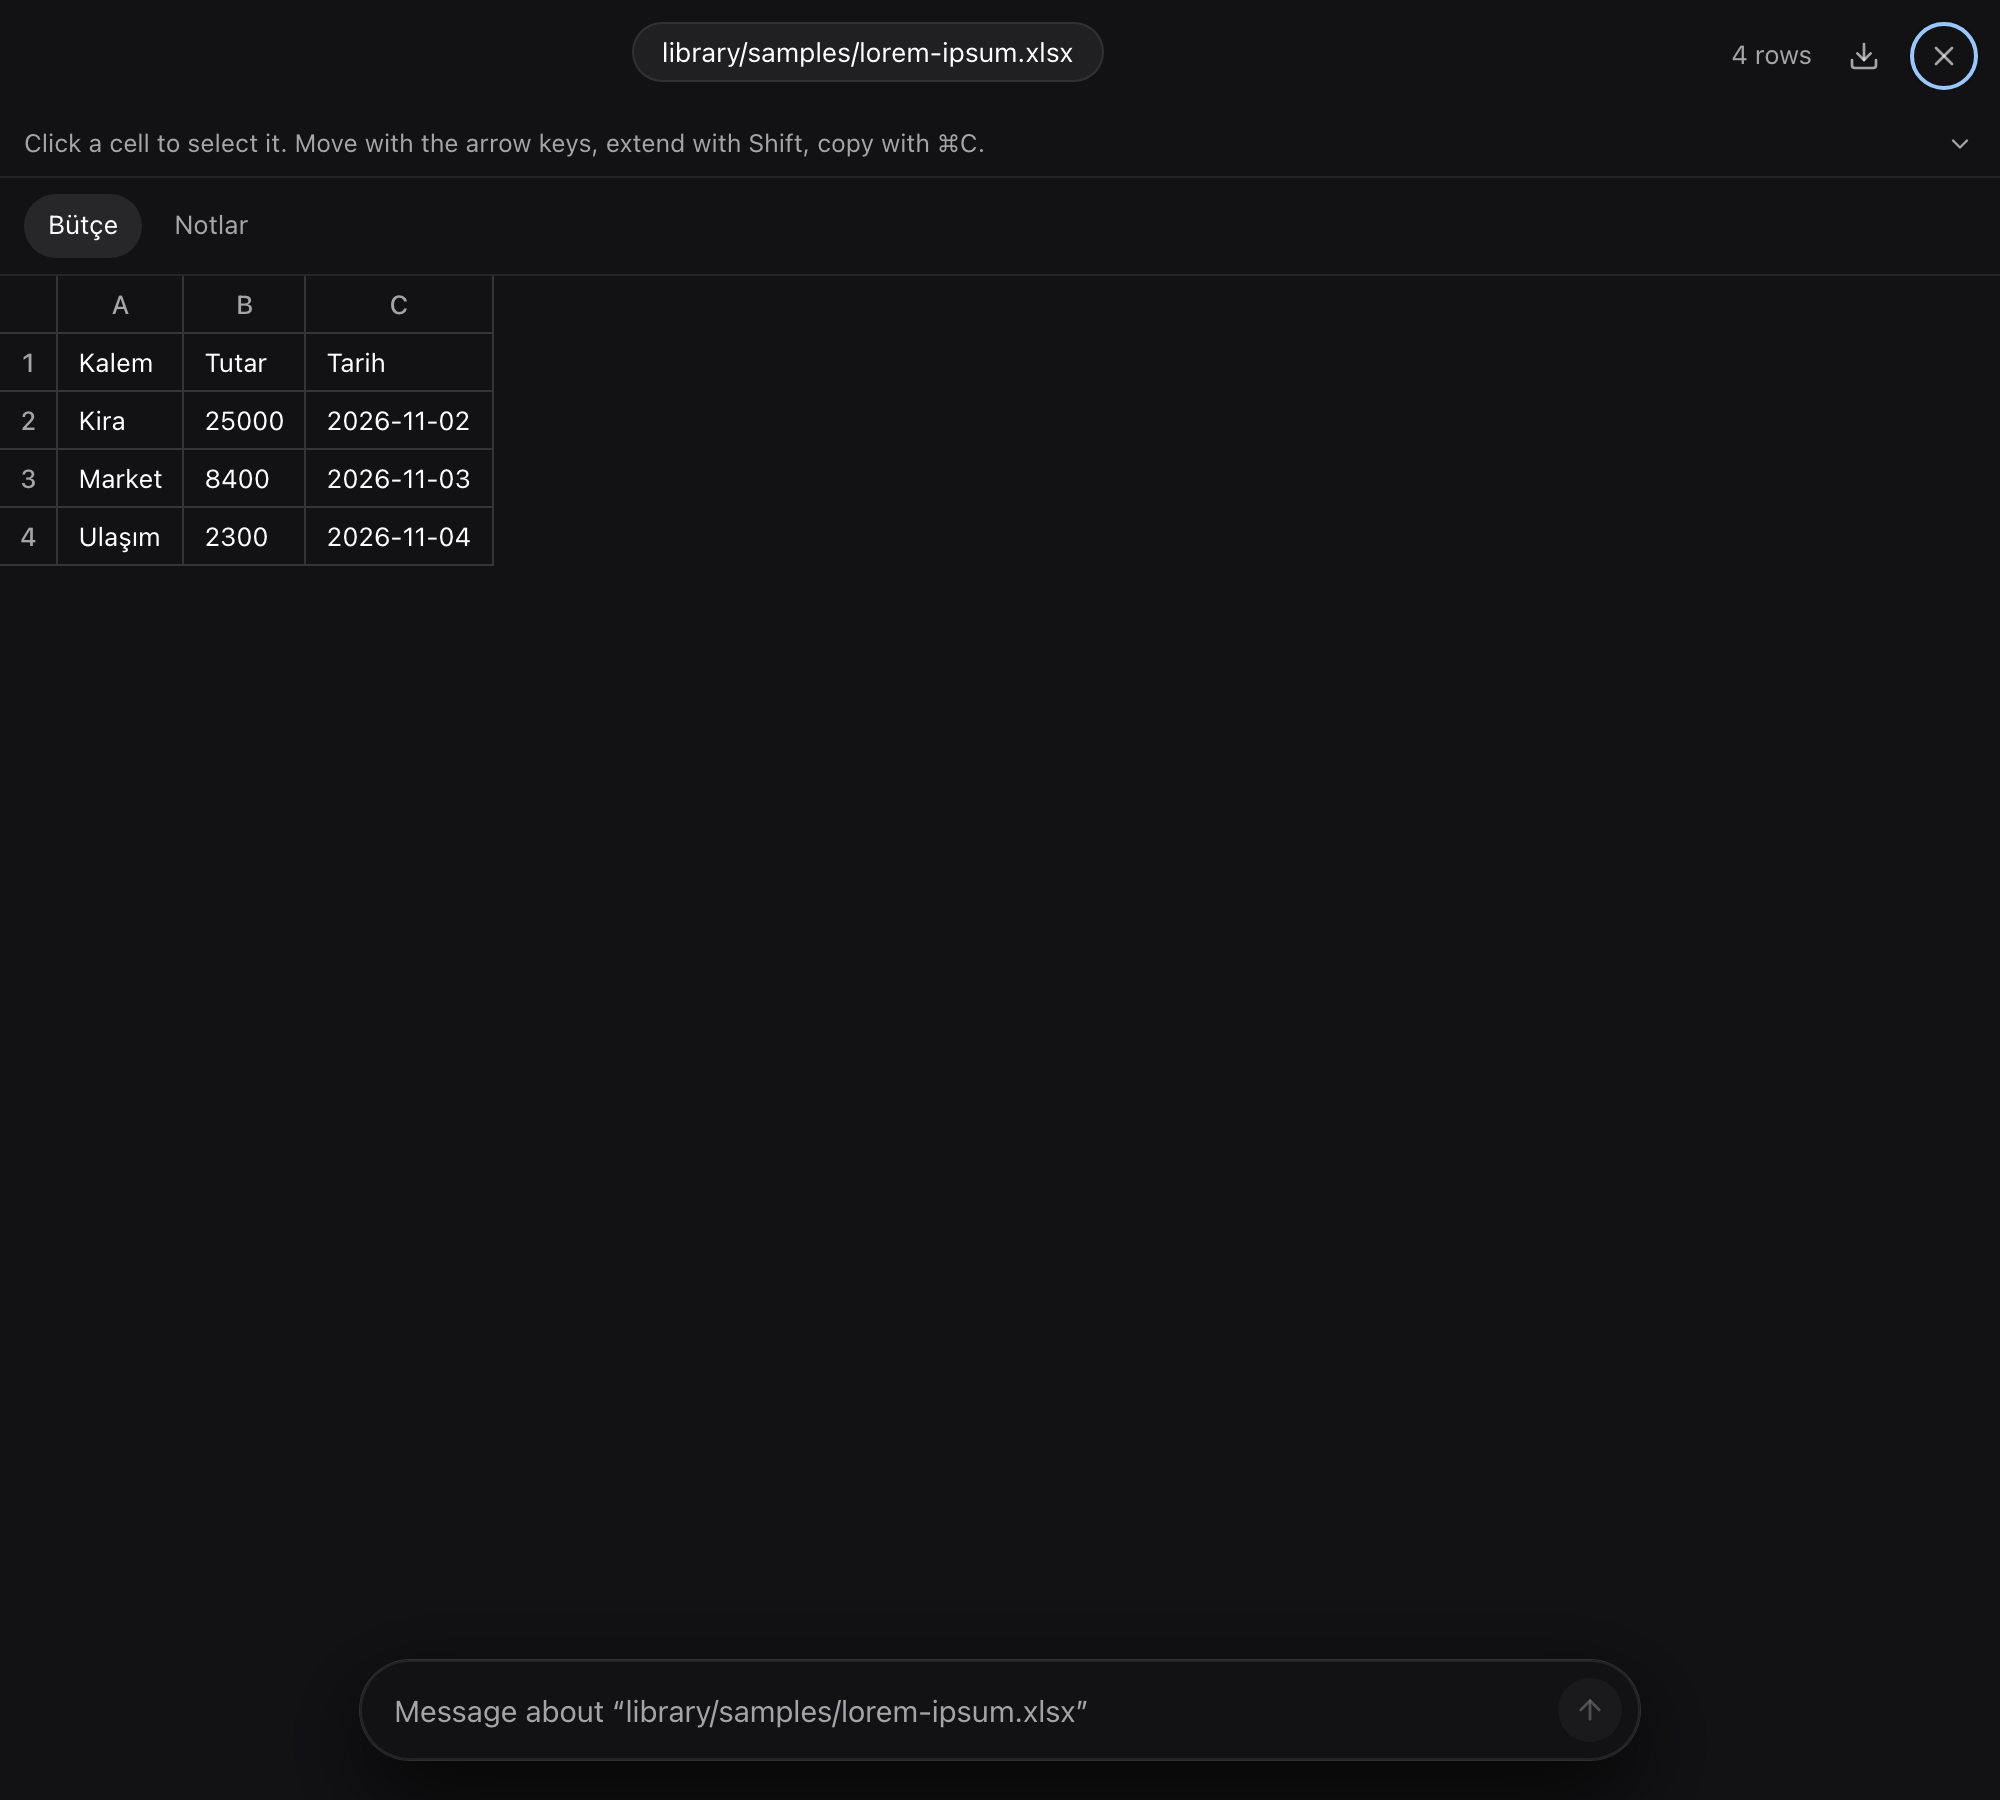 library/samples/lorem-ipsum.xlsx
4 rows
Click a cell to select it. Move with the arrow keys, extend with Shift, copy with ⌘C.
Bütçe Notlar
A B C
1 Kalem Tutar Tarih
2 Kira 25000 2026-11-02
3 Market 8400 2026-11-03
4 Ulaşım 2300 2026-11-04
Message about “library/samples/lorem-ipsum.xlsx”